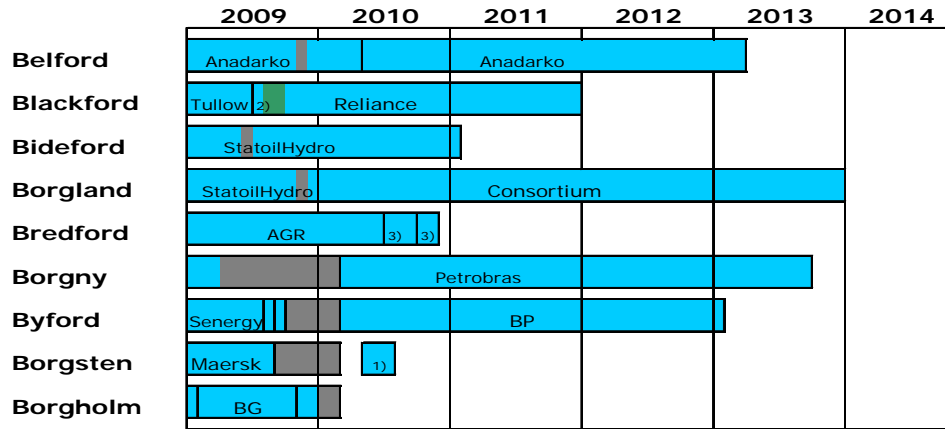 2009 2010 2011 2012 2013 2014
Belford Anadarko Anadarko
Blackford Tullow 2) Reliance
Bideford StatoilHydro
Borgland StatoilHydro Consortium
Bredford AGR 3) 3)
Borgny Petrobras
Byford Senergy BP
Borgsten Maersk 1)
Borgholm BG